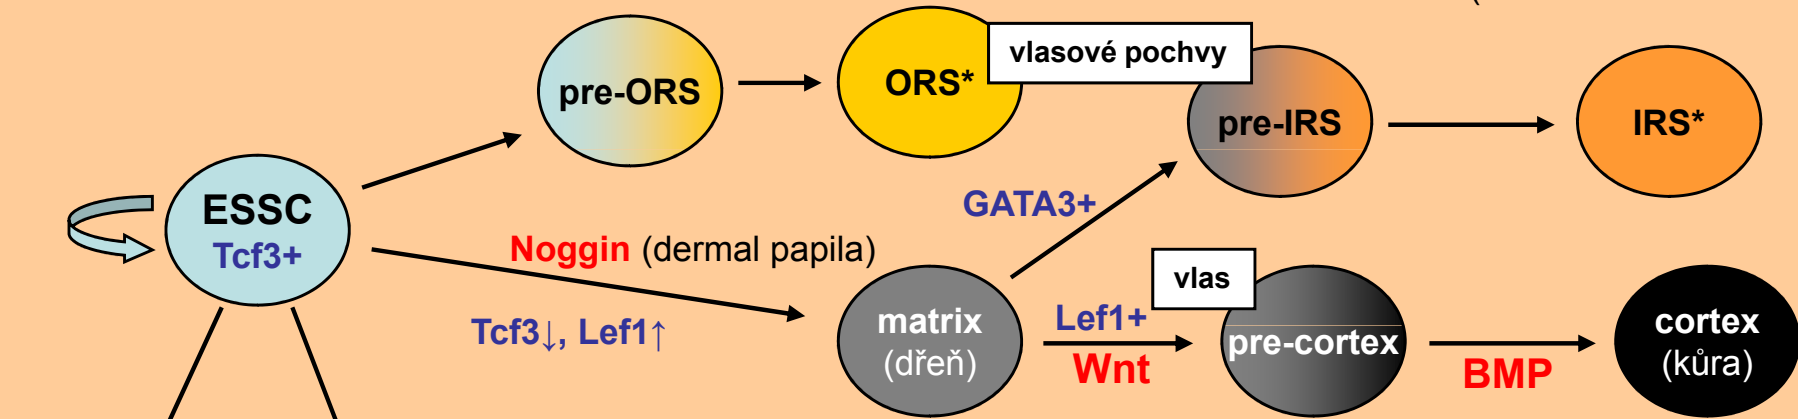 (
pre-ORS
ORS*
vlasové pochvy
pre-IRS
IRS*
ESSC
Tcf3+
GATA3+
Noggin (dermal papila)
Tcf3↓, Lef1↑
matrix
(dřeň)
Lef1+
Wnt
vlas
pre-cortex
BMP
cortex
(kůra)